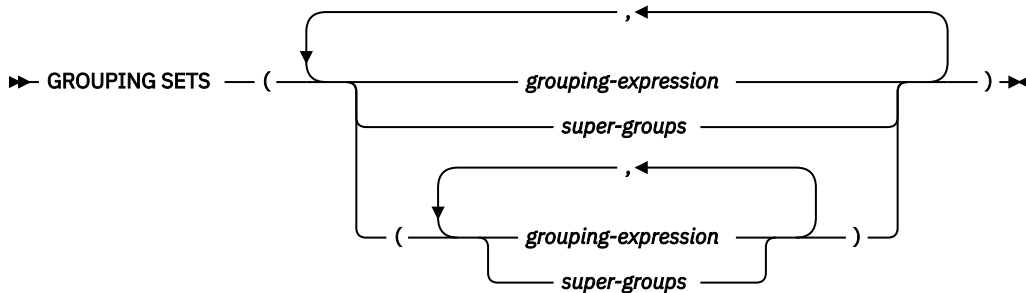 ,
GROUPING SETS ( grouping-expression )
super-groups
,
( grouping-expression )
super-groups